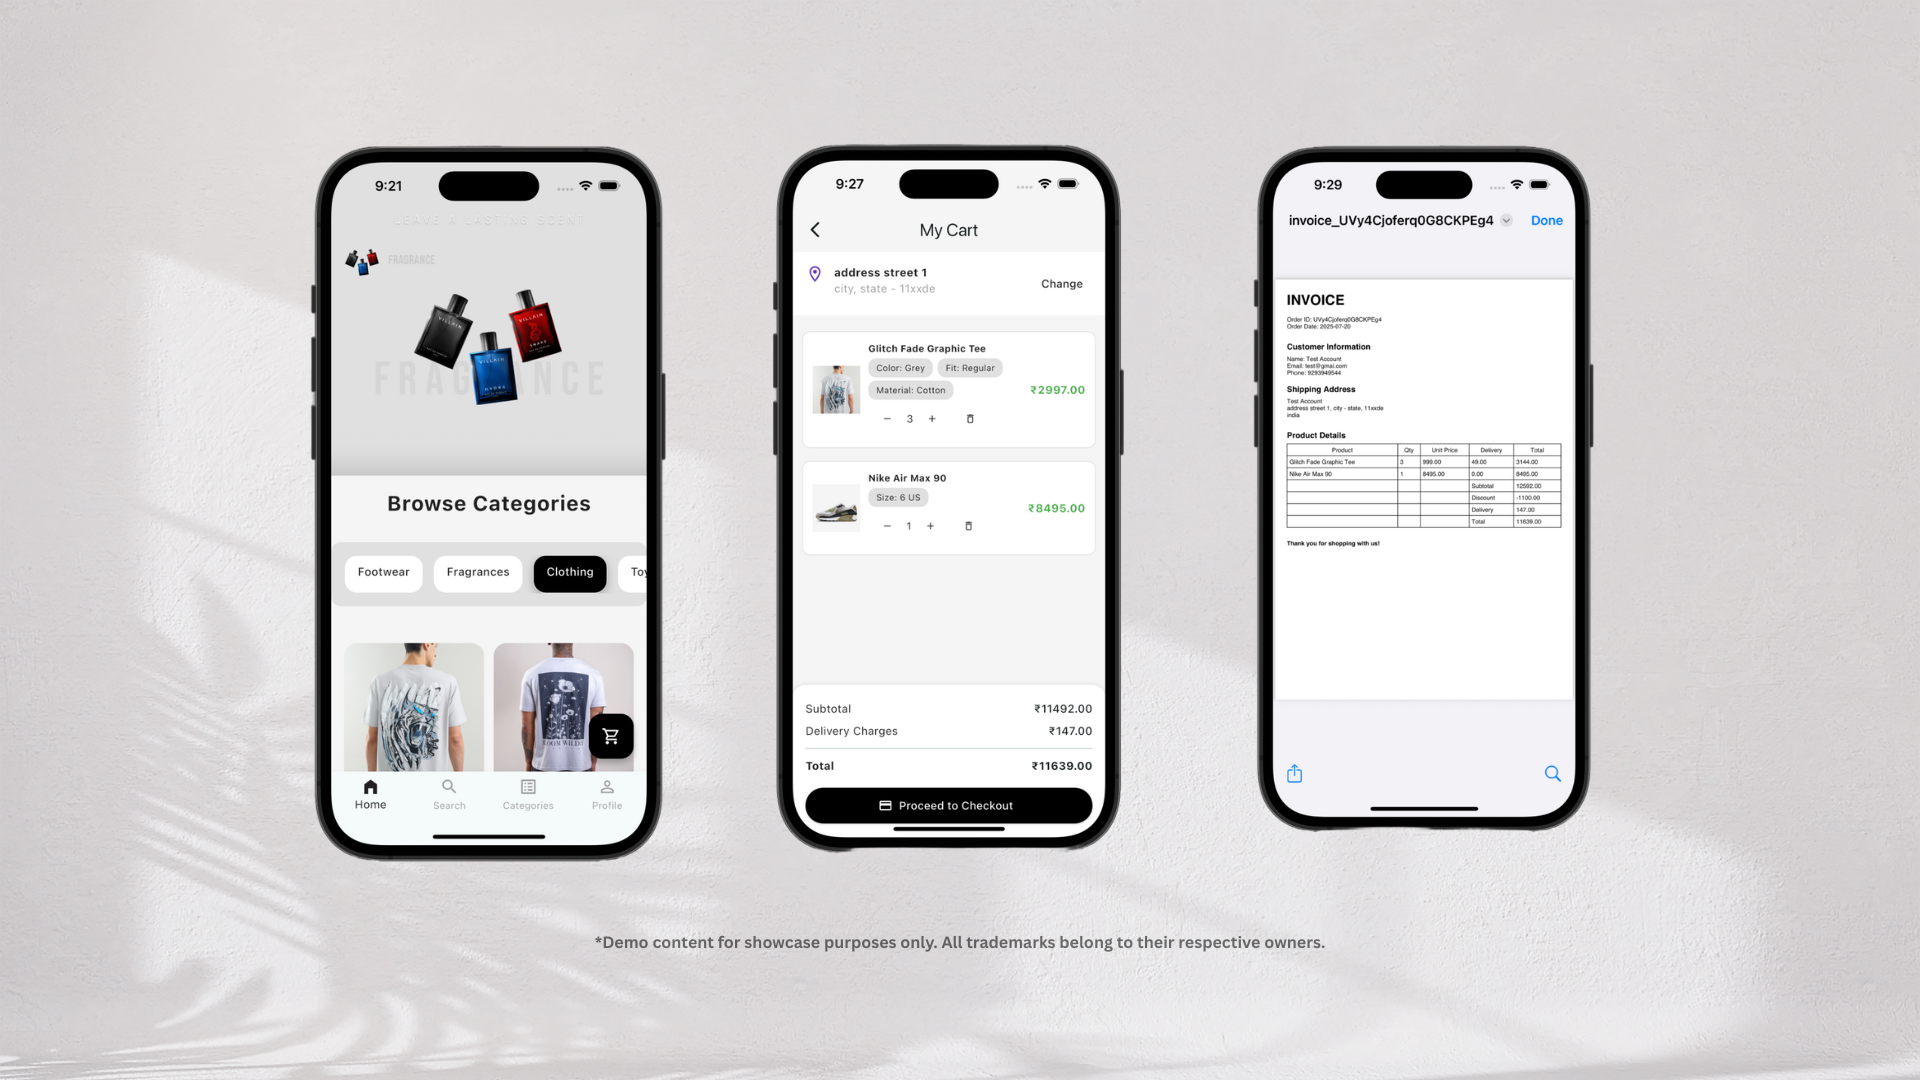 9:21
LEAVE A LASTING SCENT
FRAGRANCE
VILLAIN
VILLAIN
SNAKE
VILLAIN
HYDRA
FRAGRANCE
Browse Categories
Footwear
Fragrances
Clothing
Toy
BLOOM WILDLY
Home
Search
Categories
Profile
9:27
My Cart
address street 1
city, state - 11xxde
Change
Glitch Fade Graphic Tee
Color: Grey
Fit: Regular
Material: Cotton
₹2997.00
− 3 +
Nike Air Max 90
Size: 6 US
₹8495.00
− 1 +
Subtotal ₹11492.00
Delivery Charges ₹147.00
Total ₹11639.00
Proceed to Checkout
9:29
invoice_UVy4Cjoferq0G8CKPEg4
Done
INVOICE
Order ID: UVy4Cjoferq0G8CKPEg4
Order Date: 2025-07-20
Customer Information
Name: Test Account
Email: test@gmai.com
Phone: 9293949544
Shipping Address
Test Account
address street 1, city - state, 11xxde
india
Product Details
Product Qty Unit Price Delivery Total
Glitch Fade Graphic Tee 3 999.00 49.00 3144.00
Nike Air Max 90 1 8495.00 0.00 8495.00
Subtotal 12592.00
Discount -1100.00
Delivery 147.00
Total 11639.00
Thank you for shopping with us!
*Demo content for showcase purposes only. All trademarks belong to their respective owners.